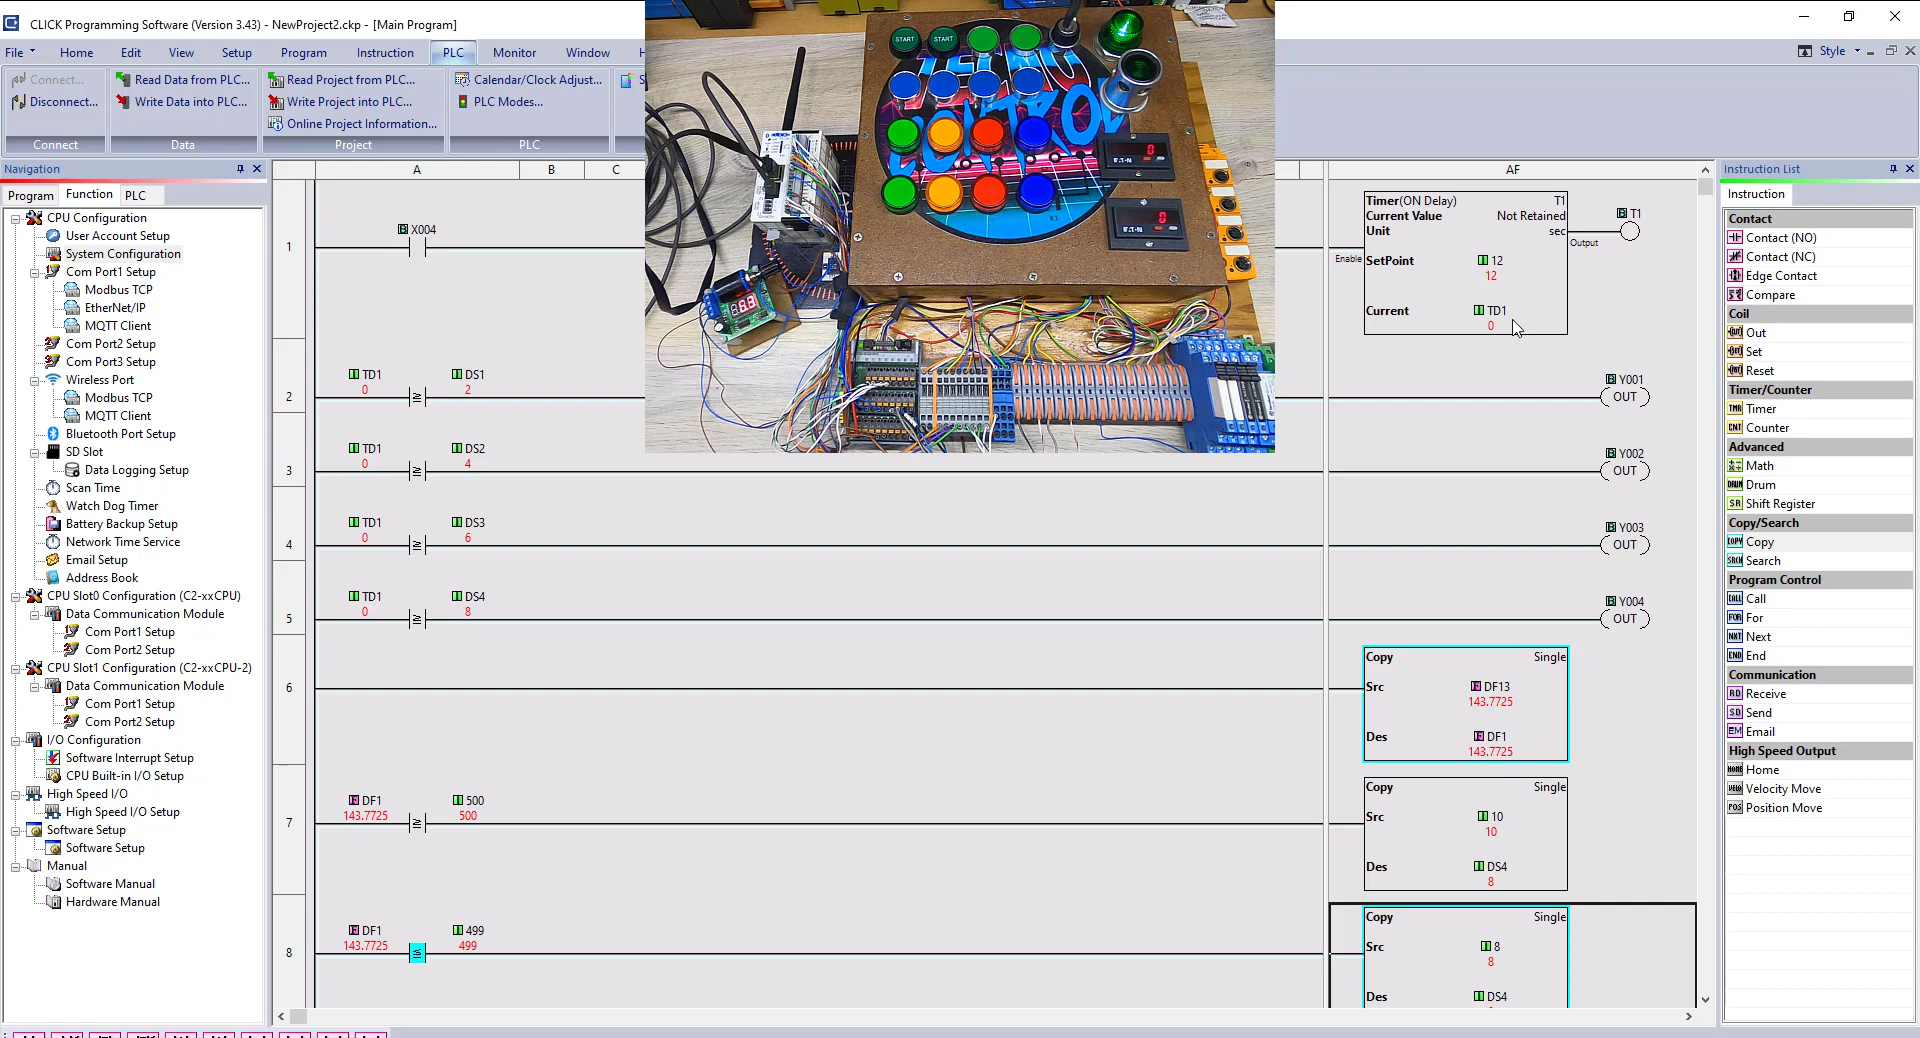 CLICK Programming Software (Version 3.43) - NewProject2.ckp - [Main Program]
File Home Edit View Setup Program Instruction PLC Monitor Window H Style
Connect... Read Data from PLC... Read Project from PLC... Calendar/Clock Adjust... S
Disconnect... Write Data into PLC... Write Project into PLC... PLC Modes...
Online Project Information...
Connect Data Project PLC
Navigation
Program Function PLC
CPU Configuration
User Account Setup
System Configuration
Com Port1 Setup
Modbus TCP
EtherNet/IP
MQTT Client
Com Port2 Setup
Com Port3 Setup
Wireless Port
Modbus TCP
MQTT Client
Bluetooth Port Setup
SD Slot
Data Logging Setup
Scan Time
Watch Dog Timer
Battery Backup Setup
Network Time Service
Email Setup
Address Book
CPU Slot0 Configuration (C2-xxCPU)
Data Communication Module
Com Port1 Setup
Com Port2 Setup
CPU Slot1 Configuration (C2-xxCPU-2)
Data Communication Module
Com Port1 Setup
Com Port2 Setup
I/O Configuration
Software Interrupt Setup
CPU Built-in I/O Setup
High Speed I/O
High Speed I/O Setup
Software Setup
Software Setup
Manual
Software Manual
Hardware Manual
A B C AF
1 X004
Timer(ON Delay) T1
Current Value Not Retained
Unit sec
Enable SetPoint 12
12
Current TD1
0
Output
T1
2 TD1 0 DS1 2 Y001 OUT
3 TD1 0 DS2 4 Y002 OUT
4 TD1 0 DS3 6 Y003 OUT
5 TD1 0 DS4 8 Y004 OUT
6
Copy Single
Src DF13
143.7725
Des DF1
143.7725
7 DF1 143.7725 500 500
Copy Single
Src 10
10
Des DS4
8
8 DF1 143.7725 499 499
Copy Single
Src 8
8
Des DS4
START START
CONTROL
E-T-N 0
0
Instruction List
Instruction
Contact
Contact (NO)
Contact (NC)
Edge Contact
Compare
Coil
Out
Set
Reset
Timer/Counter
Timer
Counter
Advanced
Math
Drum
Shift Register
Copy/Search
Copy
Search
Program Control
Call
For
Next
End
Communication
Receive
Send
Email
High Speed Output
Home
Velocity Move
Position Move